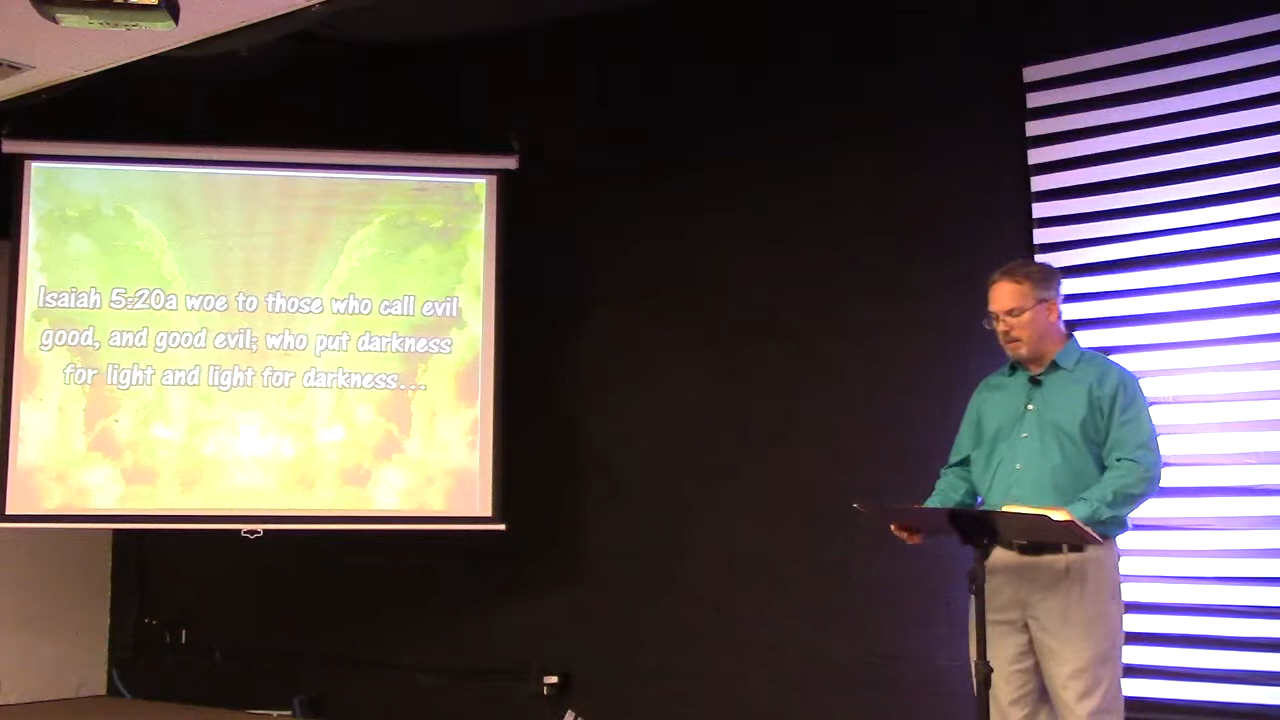 Isaiah 5:20a woe to those who call evil
good, and good evil; who put darkness
for light and light for darkness...